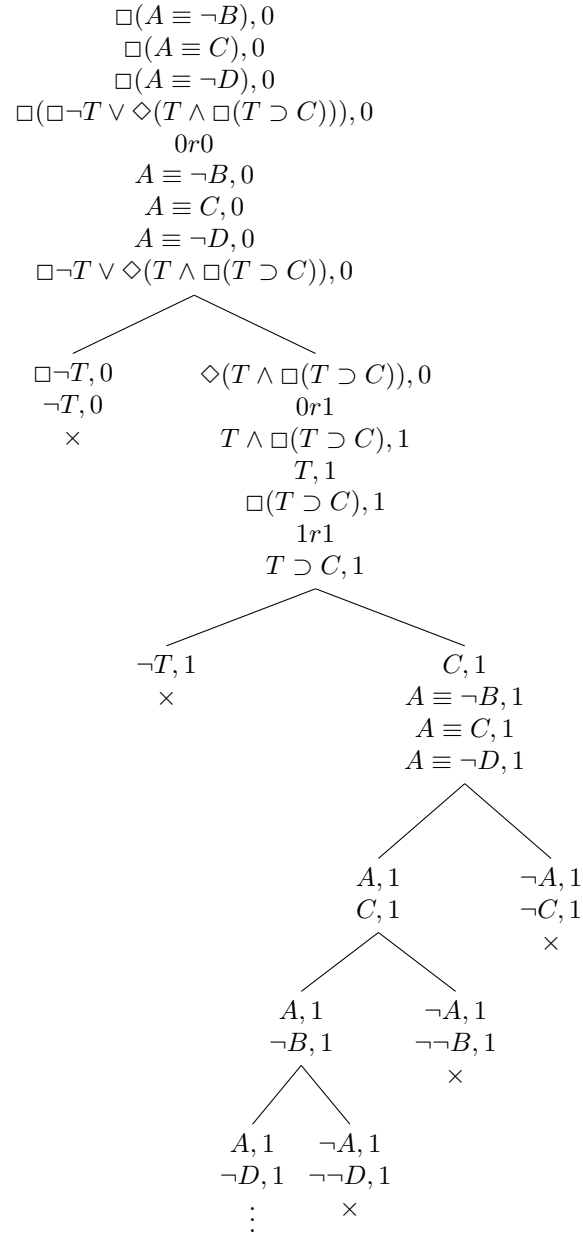 □(A ≡ ¬B), 0
□(A ≡ C), 0
□(A ≡ ¬D), 0
□(□¬T ∨ ◇(T ∧ □(T ⊃ C))), 0
0r0
A ≡ ¬B, 0
A ≡ C, 0
A ≡ ¬D, 0
□¬T ∨ ◇(T ∧ □(T ⊃ C)), 0
□¬T, 0
¬T, 0
×
◇(T ∧ □(T ⊃ C)), 0
0r1
T ∧ □(T ⊃ C), 1
T, 1
□(T ⊃ C), 1
1r1
T ⊃ C, 1
¬T, 1
×
C, 1
A ≡ ¬B, 1
A ≡ C, 1
A ≡ ¬D, 1
A, 1
C, 1
¬A, 1
¬C, 1
×
A, 1
¬B, 1
¬A, 1
¬¬B, 1
×
A, 1
¬D, 1
⋮
¬A, 1
¬¬D, 1
×